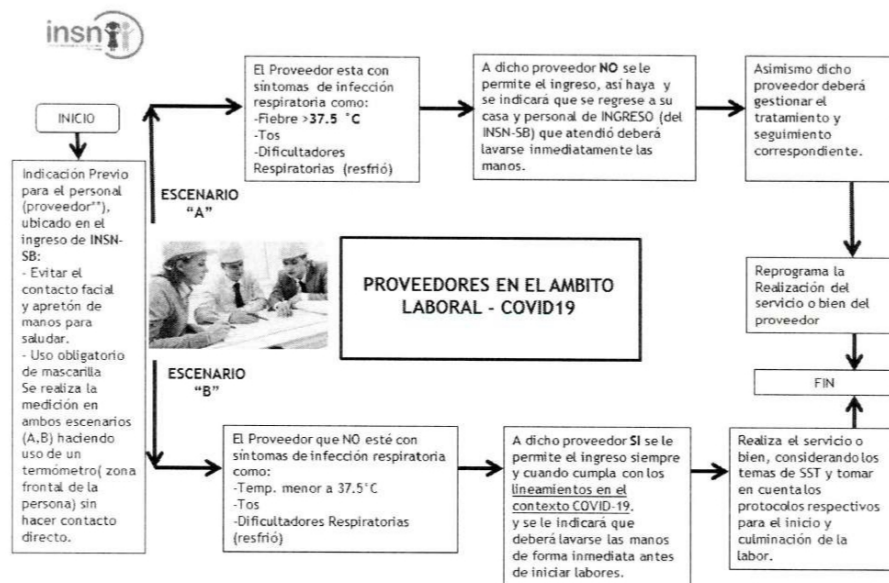 insn
INICIO
Indicación Previo
para el personal
(proveedor**),
ubicado en el
ingreso de INSN-
SB:
- Evitar el
contacto facial
y apretón de
manos para
saludar.
- Uso obligatorio
de mascarilla
Se realiza la
medición en
ambos escenarios
(A,B) haciendo
uso de un
termómetro( zona
frontal de la
persona) sin
hacer contacto
directo.
ESCENARIO
"A"
El Proveedor esta con
síntomas de infección
respiratoria como:
-Fiebre >37.5 °C
-Tos
-Dificultadores
Respiratorias (resfrió)
A dicho proveedor NO se le
permite el ingreso, así haya y
se indicará que se regrese a su
casa y personal de INGRESO (del
INSN-SB) que atendió deberá
lavarse inmediatamente las
manos.
Asimismo dicho
proveedor deberá
gestionar el
tratamiento y
seguimiento
correspondiente.
Reprograma la
Realización del
servicio o bien del
proveedor
FIN
PROVEEDORES EN EL AMBITO
LABORAL - COVID19
ESCENARIO
"B"
El Proveedor que NO esté con
síntomas de infección respiratoria
como:
-Temp. menor a 37.5°C
-Tos
-Dificultadores Respiratorias
(resfrió)
A dicho proveedor SI se le
permite el ingreso siempre
y cuando cumpla con los
lineamientos en el
contexto COVID-19.
y se le indicará que
deberá lavarse las manos
de forma inmediata antes
de iniciar labores.
Realiza el servicio o
bien, considerando los
temas de SST y tomar
en cuenta los
protocolos respectivos
para el inicio y
culminación de la
labor.